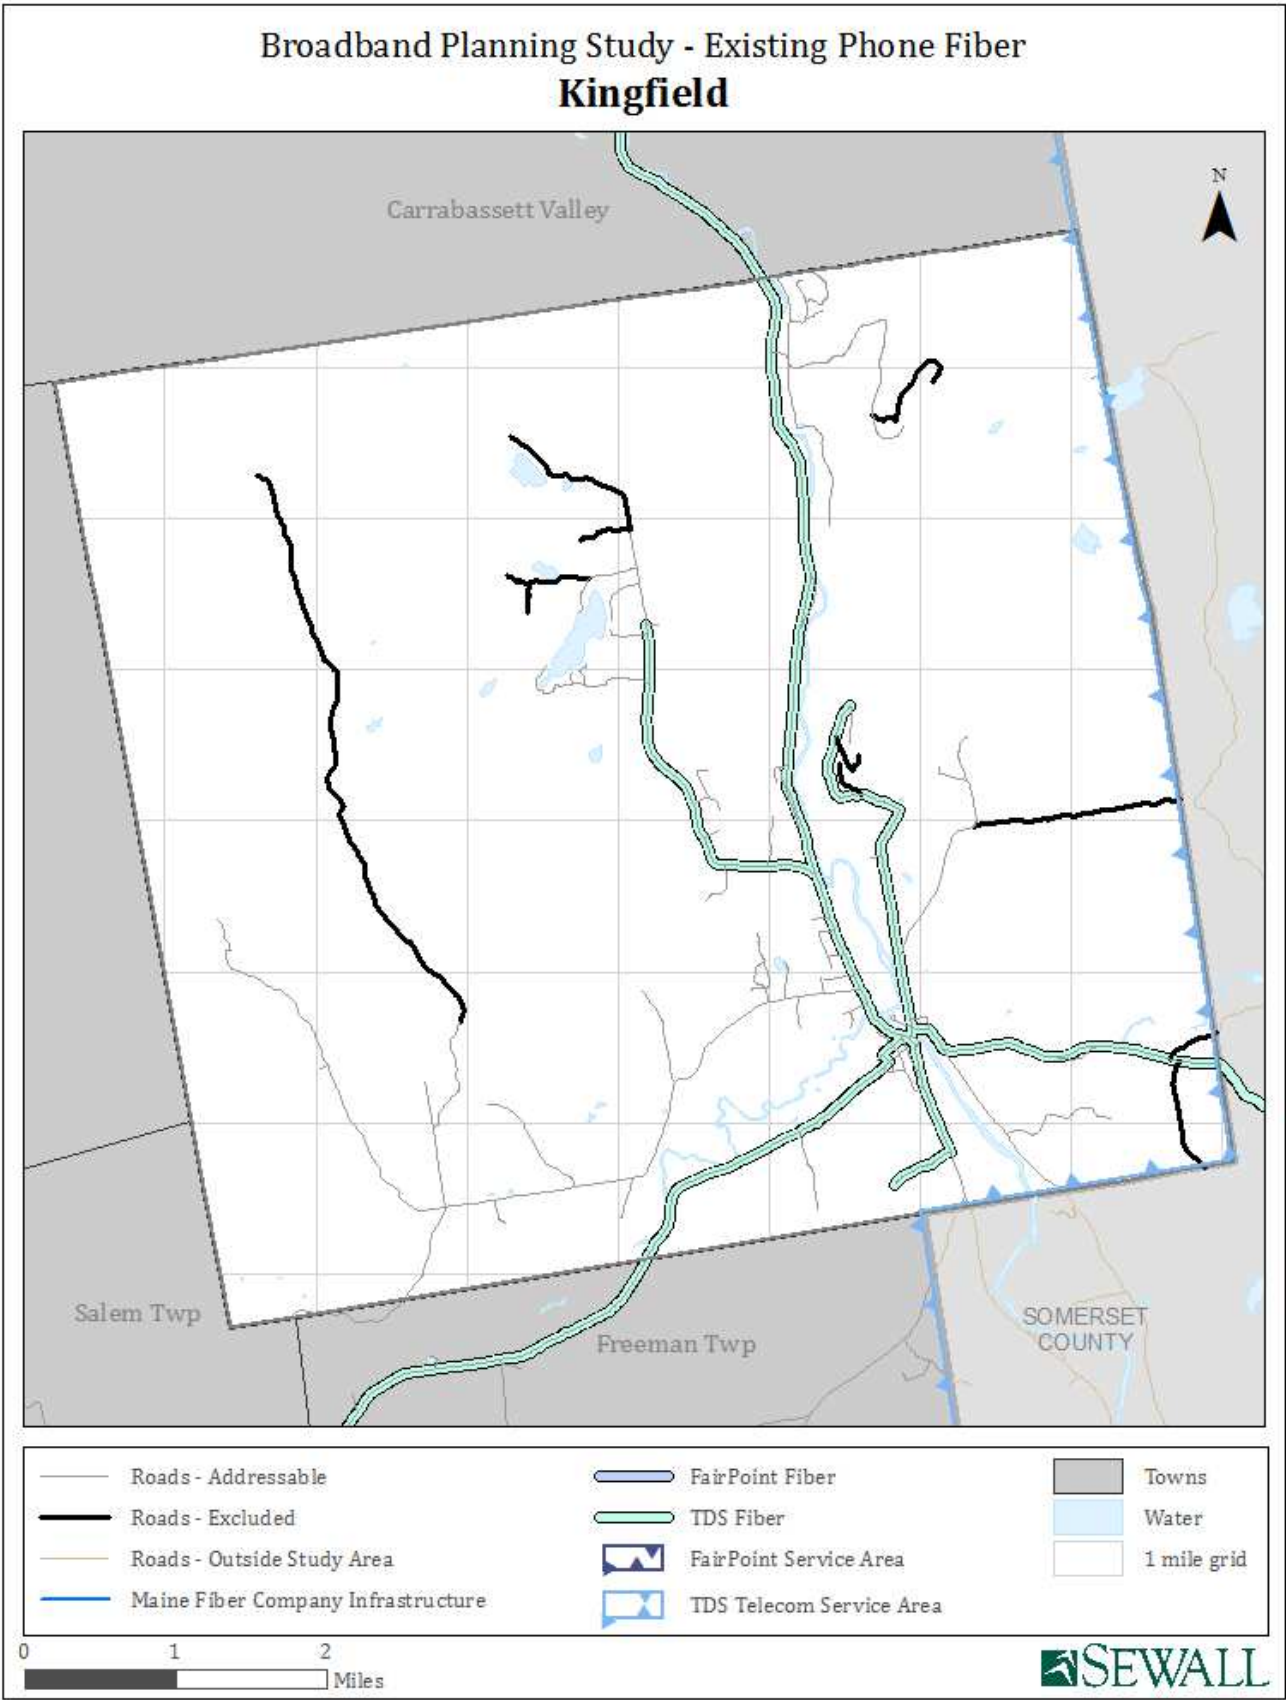 Broadband Planning Study - Existing Phone Fiber
Kingfield
Carrabassett Valley
N
Salem Twp
Freeman Twp
SOMERSET
COUNTY
Roads - Addressable
Roads - Excluded
Roads - Outside Study Area
Maine Fiber Company Infrastructure
FairPoint Fiber
TDS Fiber
FairPoint Service Area
TDS Telecom Service Area
Towns
Water
1 mile grid
0 1 2
Miles
SEWALL